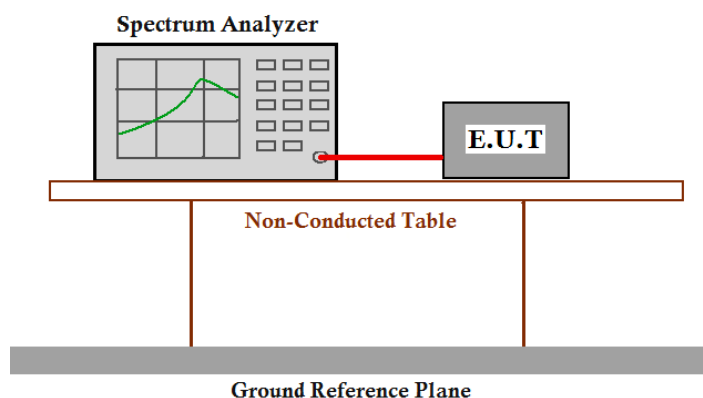 Spectrum Analyzer
E.U.T
Non-Conducted Table
Ground Reference Plane